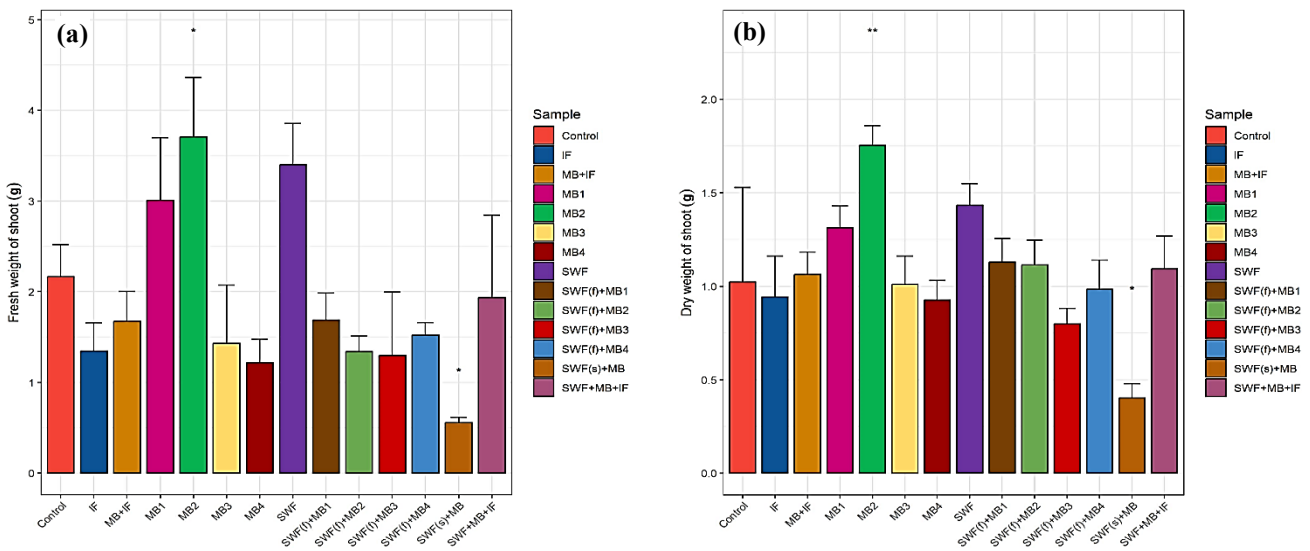 (a)
Fresh weight of shoot (g)
5
4
3
2
1
0
*
*
Control
IF
MB+IF
MB1
MB2
MB3
MB4
SWF
SWF(f)+MB1
SWF(f)+MB2
SWF(f)+MB3
SWF(f)+MB4
SWF(s)+MB
SWF+MB+IF
Sample
Control
IF
MB+IF
MB1
MB2
MB3
MB4
SWF
SWF(f)+MB1
SWF(f)+MB2
SWF(f)+MB3
SWF(f)+MB4
SWF(s)+MB
SWF+MB+IF
(b)
Dry weight of shoot (g)
2.0
1.5
1.0
0.5
0.0
**
*
Control
IF
MB+IF
MB1
MB2
MB3
MB4
SWF
SWF(f)+MB1
SWF(f)+MB2
SWF(f)+MB3
SWF(f)+MB4
SWF(s)+MB
SWF+MB+IF
Sample
Control
IF
MB+IF
MB1
MB2
MB3
MB4
SWF
SWF(f)+MB1
SWF(f)+MB2
SWF(f)+MB3
SWF(f)+MB4
SWF(s)+MB
SWF+MB+IF